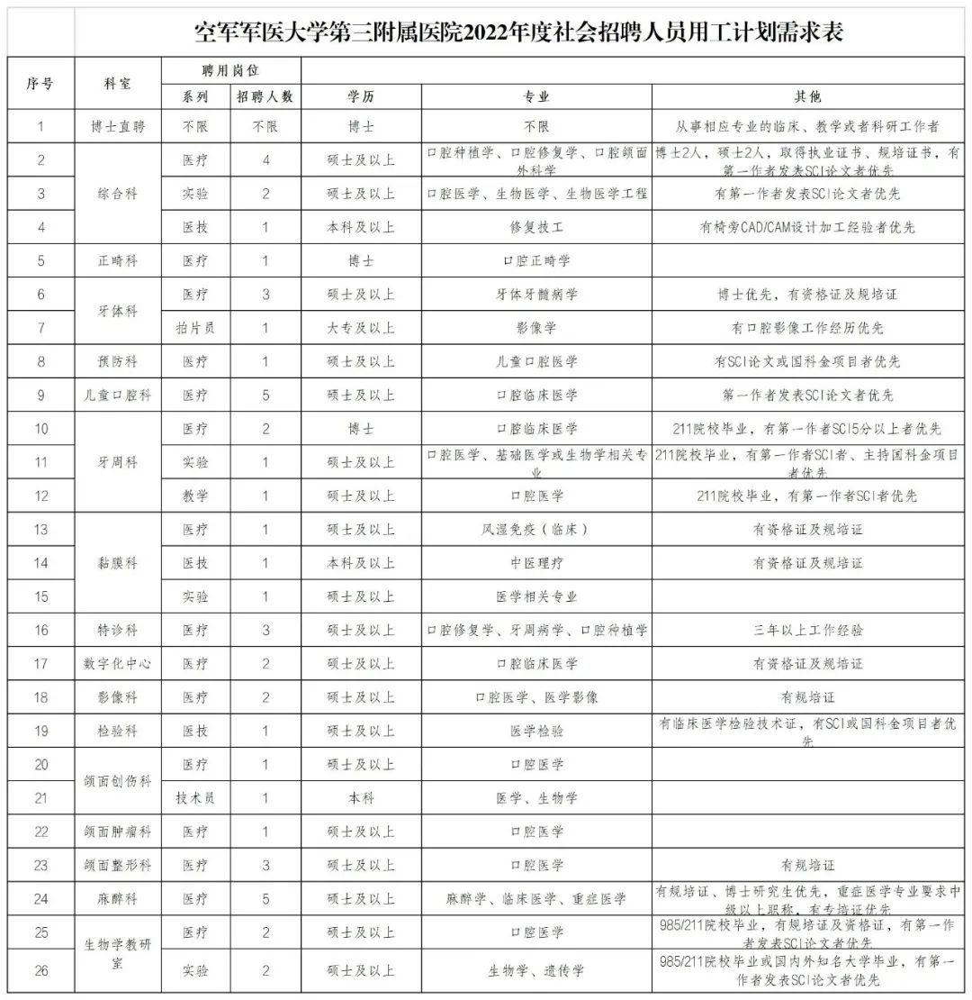 空军军医大学第三附属医院2022年度社会招聘人员用工计划需求表
序号 科室 聘用岗位
系列 招聘人数 学历 专业 其他
1 博士直聘 不限 不限 博士 不限 从事相应专业的临床、教学或者科研工作者
2 综合科 医疗 4 硕士及以上 口腔种植学、口腔修复学、口腔颌面 博士2人，硕士2人，取得执业证书、规培证书，有
外科学 第一作者发表SCI论文者优先
3 实验 2 硕士及以上 口腔医学、生物医学、生物医学工程 有第一作者发表SCI论文者优先
4 医技 1 本科及以上 修复技工 有椅旁CAD/CAM设计加工经验者优先
5 正畸科 医疗 1 博士 口腔正畸学
6 牙体科 医疗 3 硕士及以上 牙体牙髓病学 博士优先，有资格证及规培证
7 拍片员 1 大专及以上 影像学 有口腔影像工作经历优先
8 预防科 医疗 1 硕士及以上 儿童口腔医学 有SCI论文或国科金项目者优先
9 儿童口腔科 医疗 5 硕士及以上 口腔临床医学 第一作者发表SCI论文者优先
10 牙周科 医疗 2 博士 口腔临床医学 211院校毕业，有第一作者SCI5分以上者优先
11 实验 1 硕士及以上 口腔医学、基础医学或生物学相关专 211院校毕业，有第一作者SCI者、主持国科金项目
业 者优先
12 教学 1 硕士及以上 口腔医学 211院校毕业，有第一作者SCI者优先
13 黏膜科 医疗 1 硕士及以上 风湿免疫（临床） 有资格证及规培证
14 医技 1 本科及以上 中医理疗 有资格证及规培证
15 实验 1 硕士及以上 医学相关专业
16 特诊科 医疗 3 硕士及以上 口腔修复学、牙周病学、口腔种植学 三年以上工作经验
17 数字化中心 医疗 2 硕士及以上 口腔临床医学 有资格证及规培证
18 影像科 医疗 2 硕士及以上 口腔医学、医学影像 有规培证
19 检验科 医技 1 硕士及以上 医学检验 有临床医学检验技术证，有SCI或国科金项目者优
先
20 颌面创伤科 医疗 1 硕士及以上 口腔医学
21 技术员 1 本科 医学、生物学
22 颌面肿瘤科 医疗 1 硕士及以上 口腔医学
23 颌面整形科 医疗 3 硕士及以上 口腔医学 有规培证
24 麻醉科 医疗 5 硕士及以上 麻醉学、临床医学、重症医学 有规培证、博士研究生优先，重症医学专业要求中
级以上职称，有专培证优先
25 生物学教研 医疗 2 硕士及以上 口腔医学 985/211院校毕业，有规培证及资格证，有第一作
室 者发表SCI论文者优先
26 实验 2 硕士及以上 生物学、遗传学 985/211院校毕业或国内外知名大学毕业，有第一
作者发表SCI论文者优先